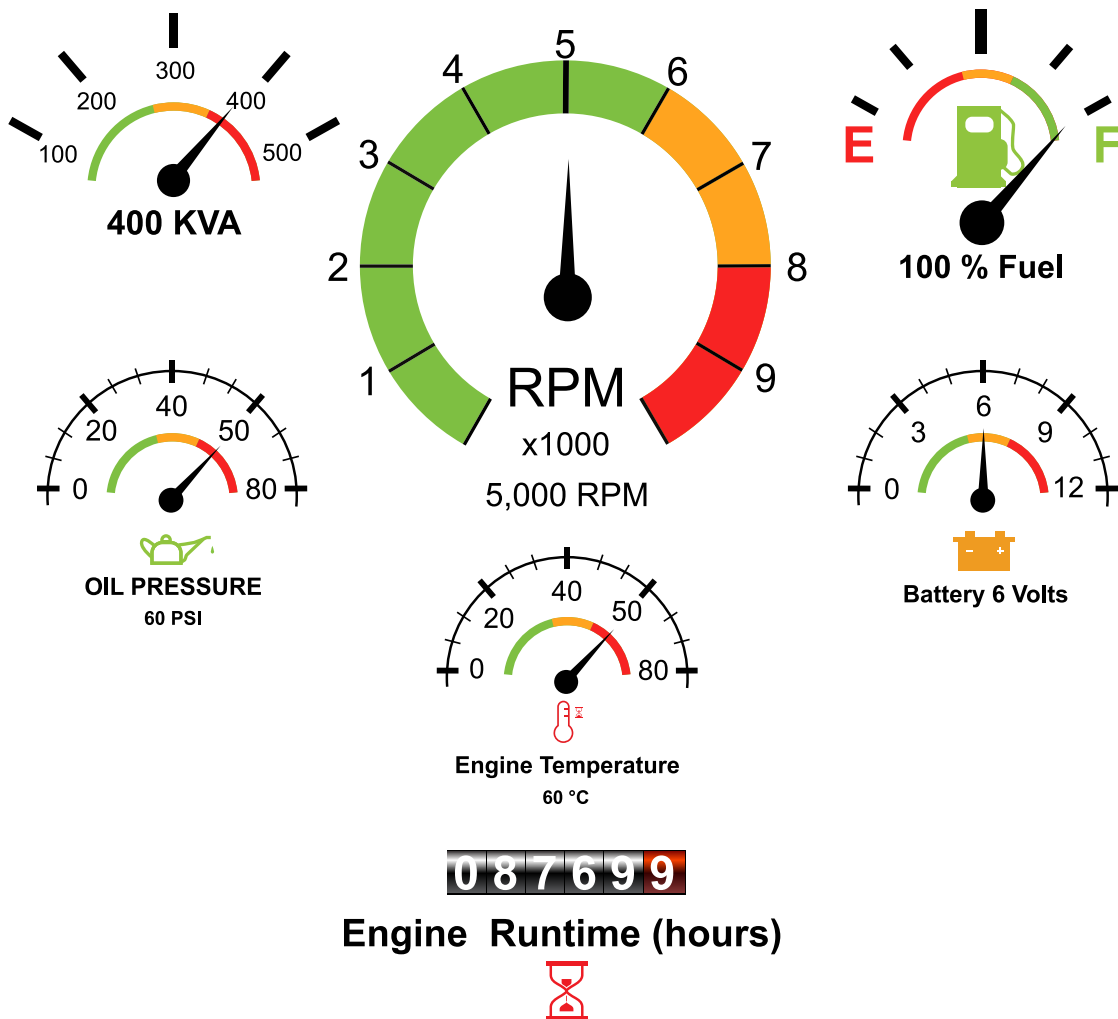 100
200
300
400
500
400 KVA
1
2
3
4
5
6
7
8
9
RPM
x1000
5,000 RPM
E
F
100 % Fuel
0
20
40
50
80
OIL PRESSURE
60 PSI
0
3
6
9
12
- +
Battery 6 Volts
0
20
40
50
80
Engine Temperature
60 °C
087699
Engine Runtime (hours)